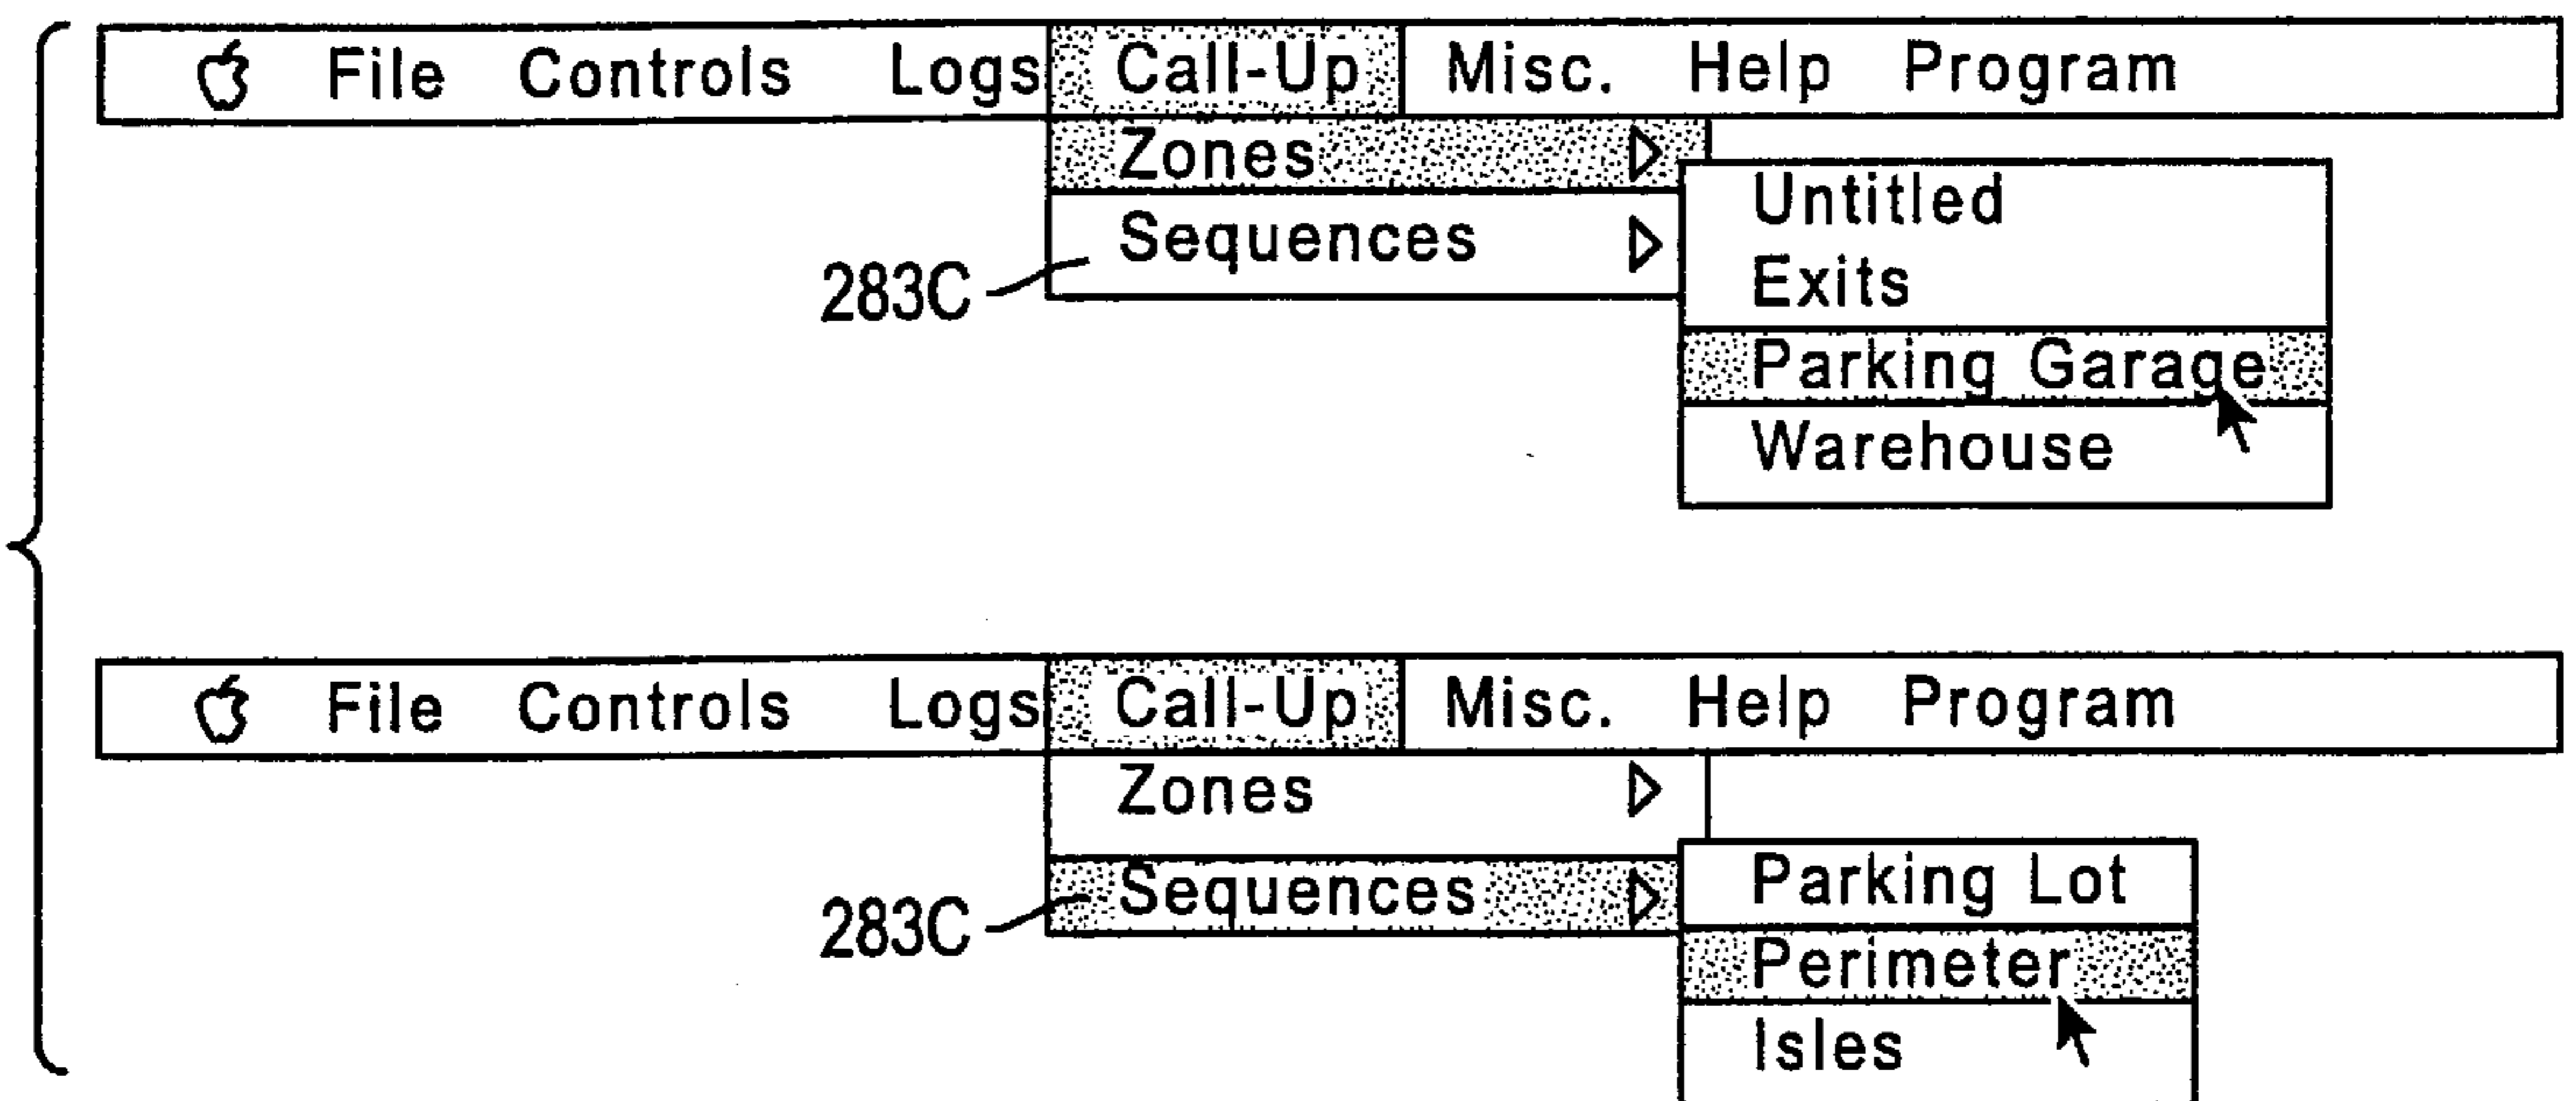 File Controls Logs Call-Up Misc. Help Program
Zones
Sequences
283C
Untitled
Exits
Parking Garage
Warehouse
File Controls Logs Call-Up Misc. Help Program
Zones
Sequences
283C
Parking Lot
Perimeter
Isles